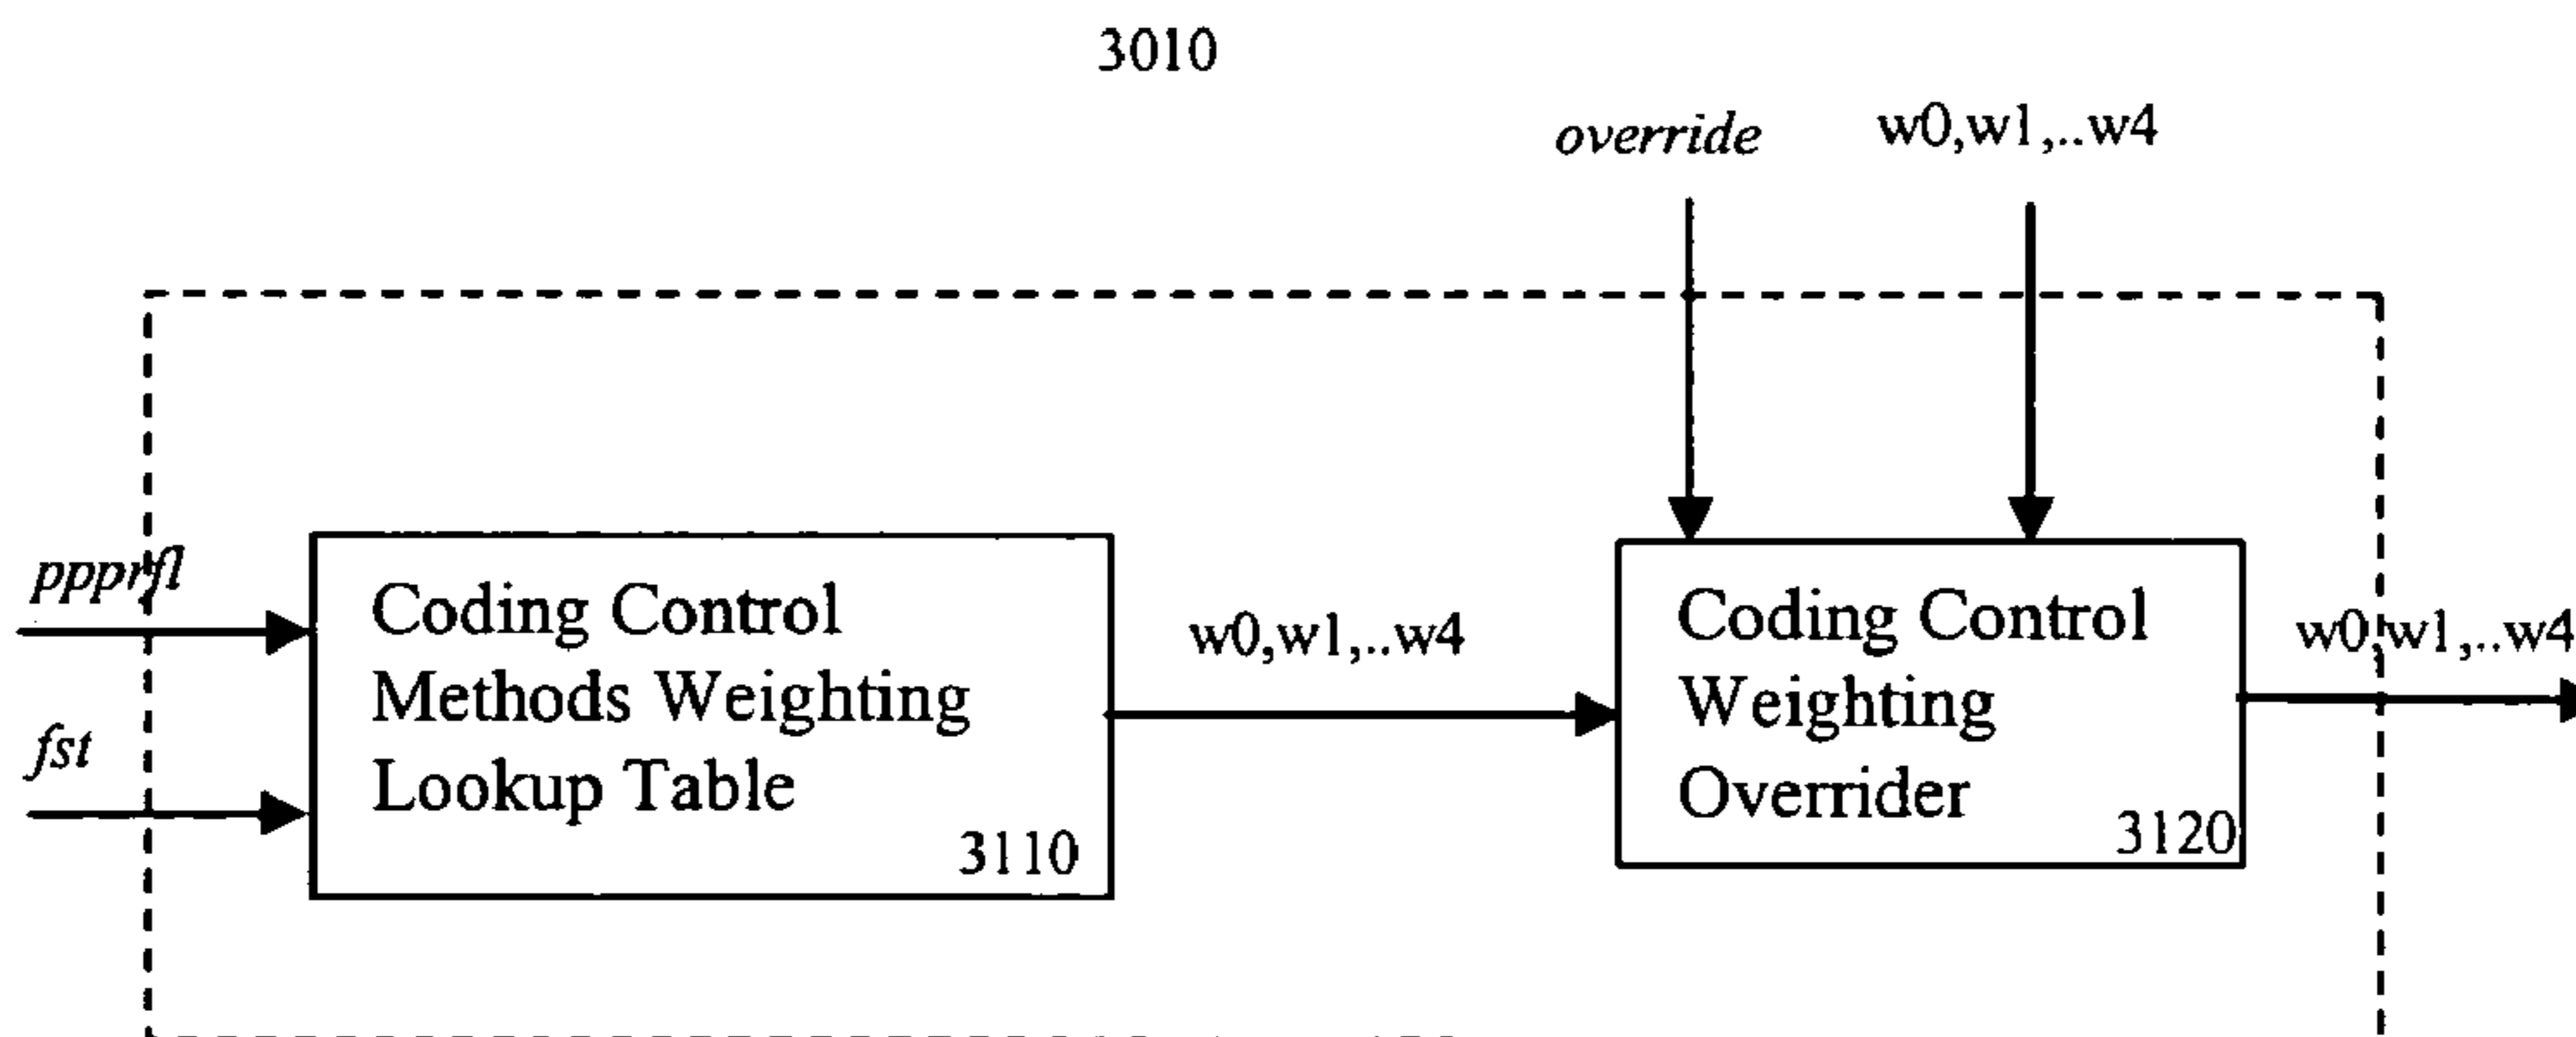 3010
override
w0,w1,..w4
ppprfl
fst
Coding Control
Methods Weighting
Lookup Table
3110
w0,w1,..w4
Coding Control
Weighting
Overrider
3120
w0,w1,..w4